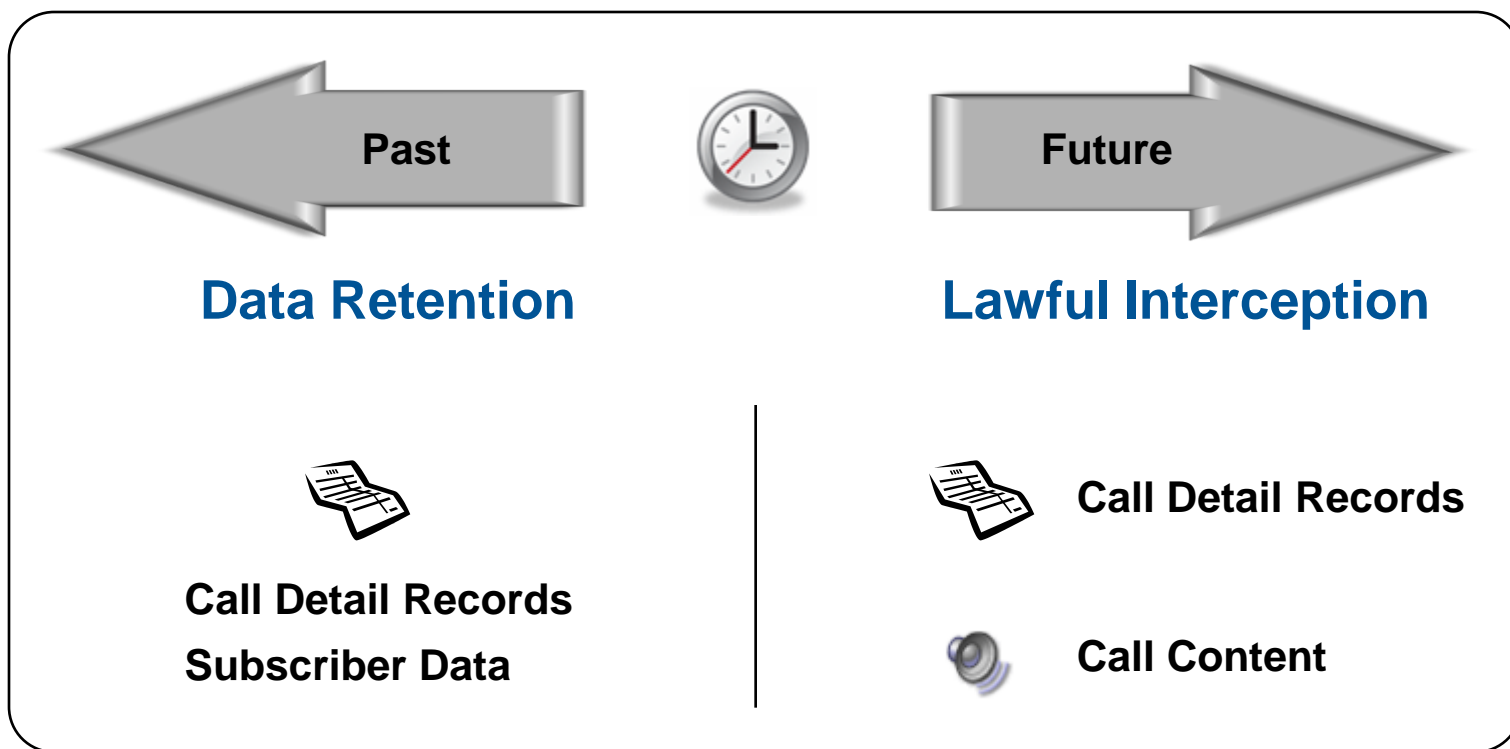 Past
Future
Data Retention
Lawful Interception
Call Detail Records
Subscriber Data
Call Detail Records
Call Content